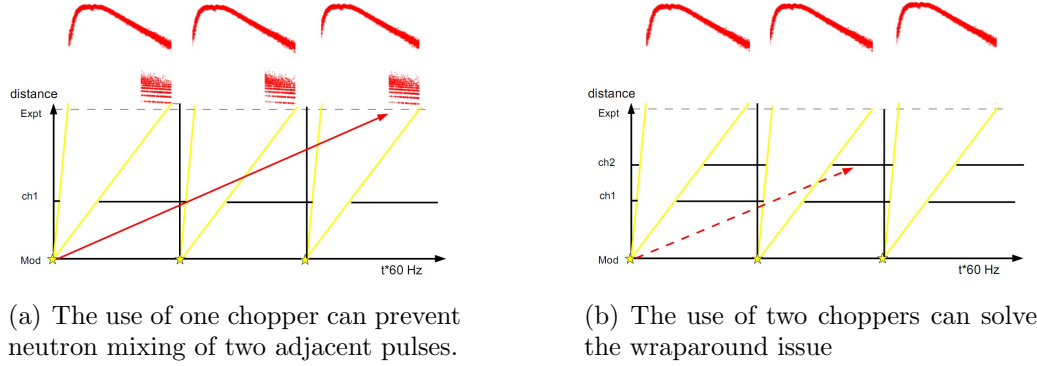 distance
Expt
ch1
Mod
t*60 Hz
(a) The use of one chopper can prevent
neutron mixing of two adjacent pulses.
distance
Expt
ch2
ch1
Mod
t*60 Hz
(b) The use of two choppers can solve
the wraparound issue